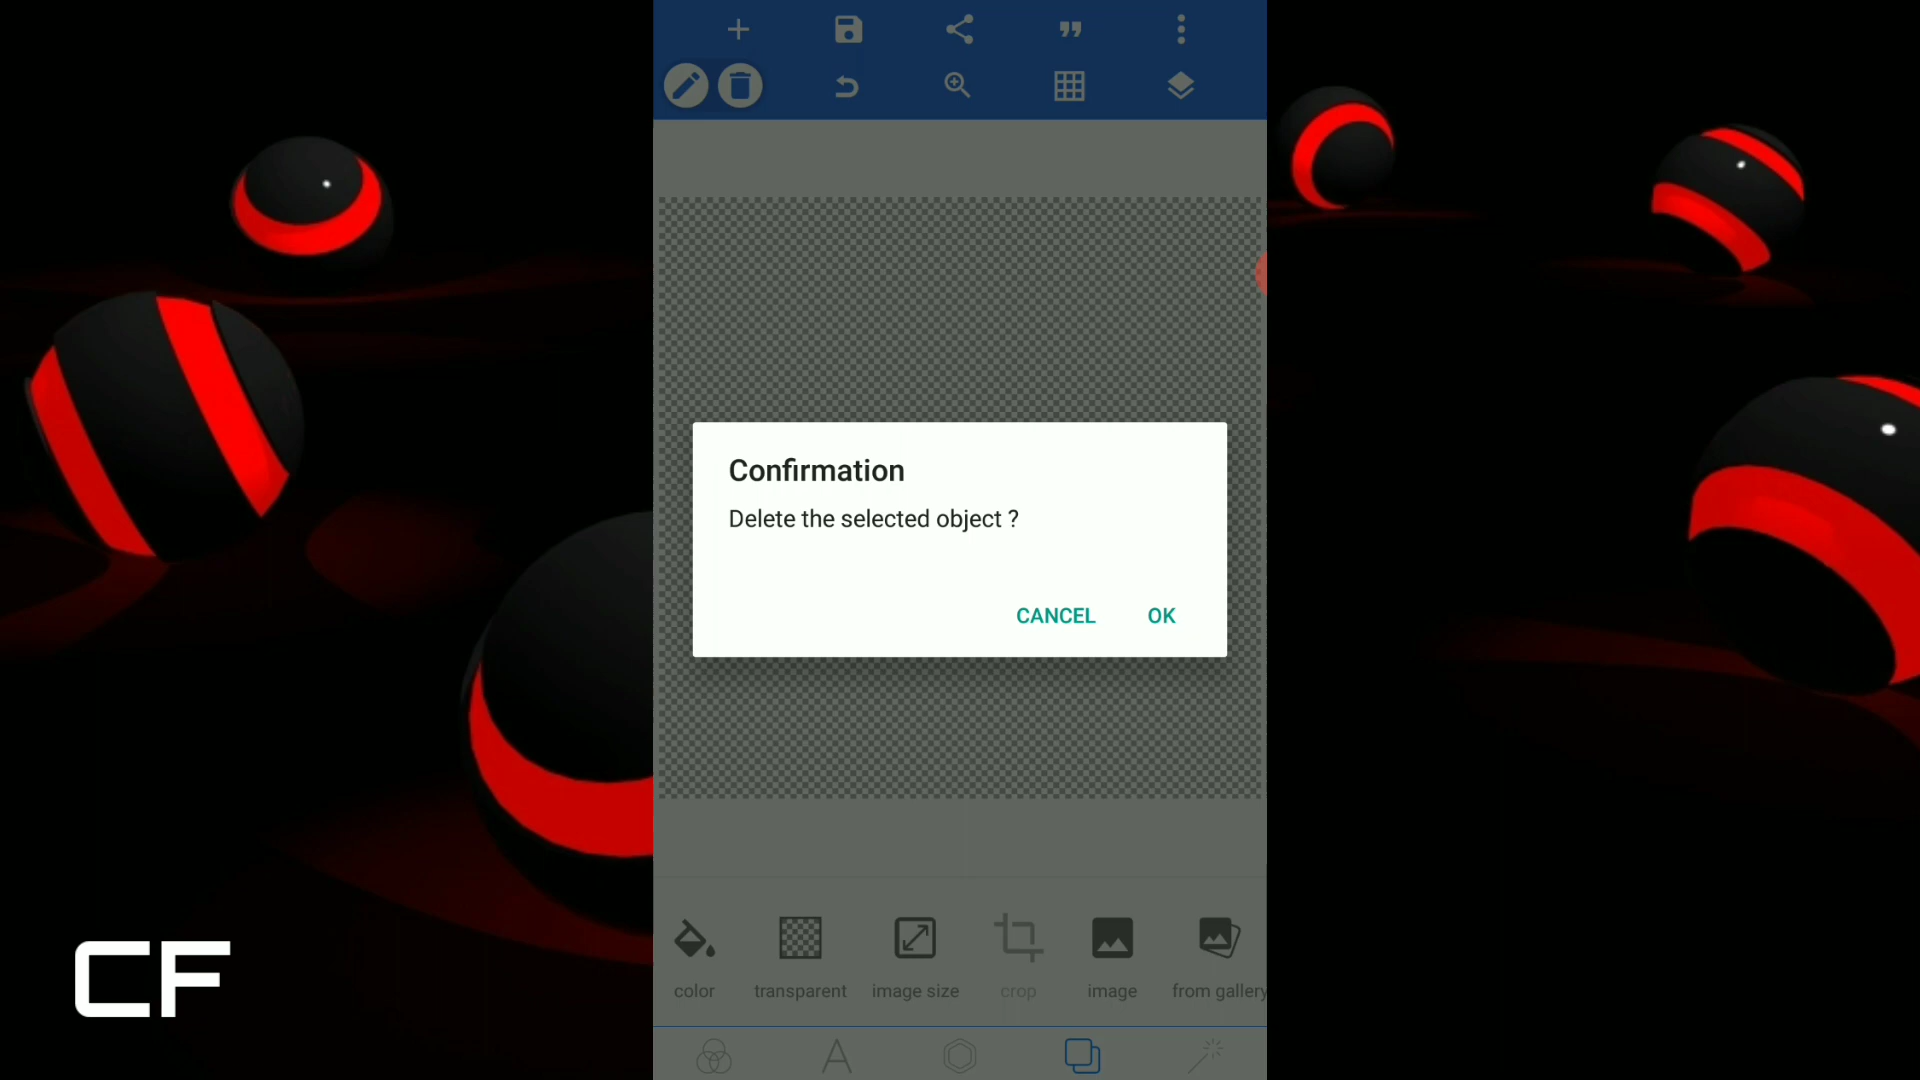 Confirmation
Delete the selected object ?
CANCEL OK
color transparent image size crop image from gallery
CF